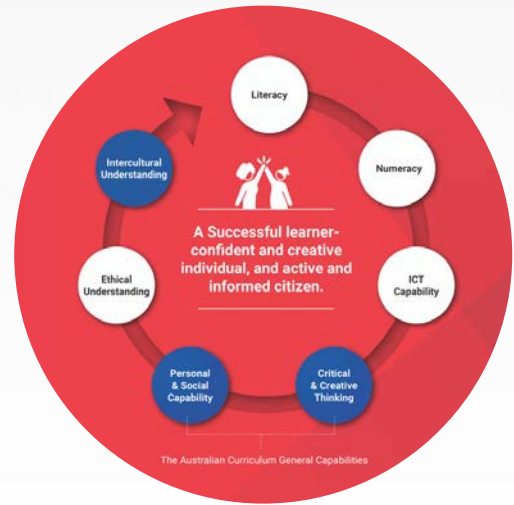 Literacy
Numeracy
ICT
Capability
Critical
& Creative
Thinking
Personal
& Social
Capability
Ethical
Understanding
Intercultural
Understanding
A Successful learner-
confident and creative
individual, and active and
informed citizen.
The Australian Curriculum General Capabilities